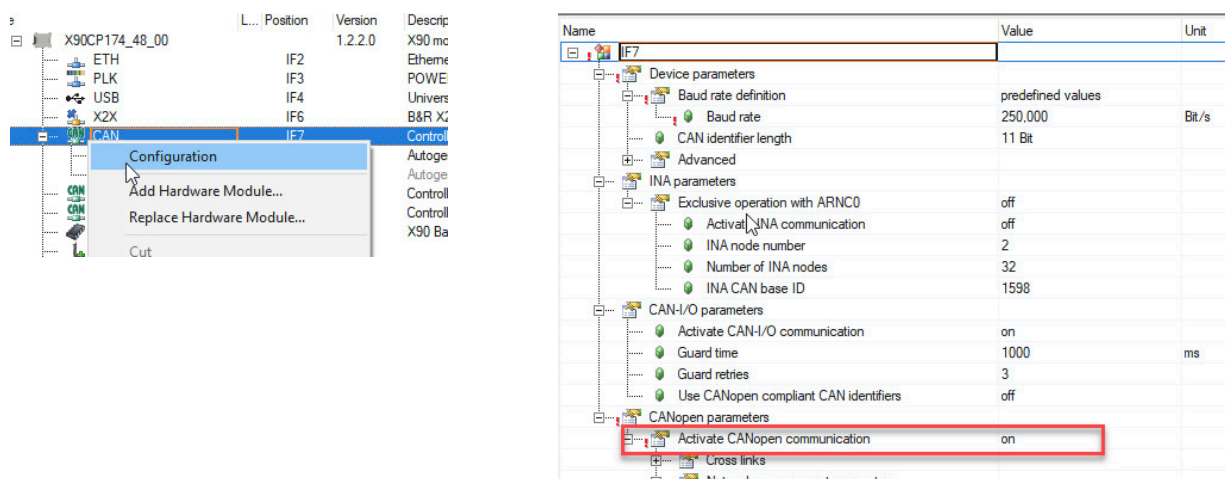 L... Position Version Descrip
X90CP174_48_00 1.2.2.0 X90 mo
ETH IF2 Etherne
PLK IF3 POWE
USB IF4 Univers
X2X IF6 B&R X2
CAN IF7 Control
Configuration Autoge
Autoge
Add Hardware Module... Control
Replace Hardware Module... Control
X90 Ba
Cut
Name Value Unit
IF7
Device parameters
Baud rate definition predefined values
Baud rate 250,000 Bit/s
CAN identifier length 11 Bit
Advanced
INA parameters
Exclusive operation with ARNC0 off
Activate INA communication off
INA node number 2
Number of INA nodes 32
INA CAN base ID 1598
CAN-I/O parameters
Activate CAN-I/O communication on
Guard time 1000 ms
Guard retries 3
Use CANopen compliant CAN identifiers off
CANopen parameters
Activate CANopen communication on
Cross links